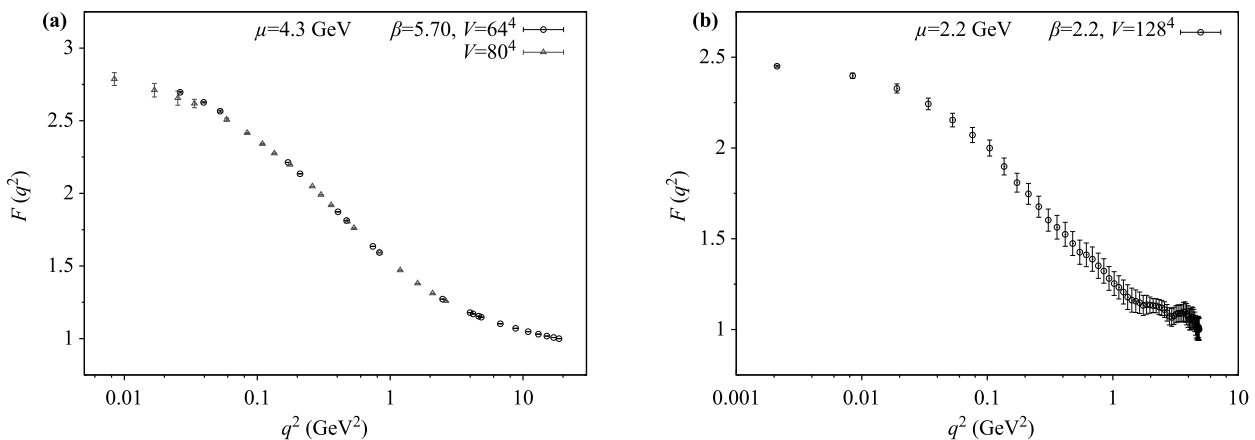 (a)
μ=4.3 GeV β=5.70, V=64⁴
V=80⁴
3
2.5
2
1.5
1
F (q²)
0.01 0.1 1 10
q² (GeV²)
(b)
μ=2.2 GeV β=2.2, V=128⁴
2.5
2
1.5
1
F (q²)
0.001 0.01 0.1 1 10
q² (GeV²)